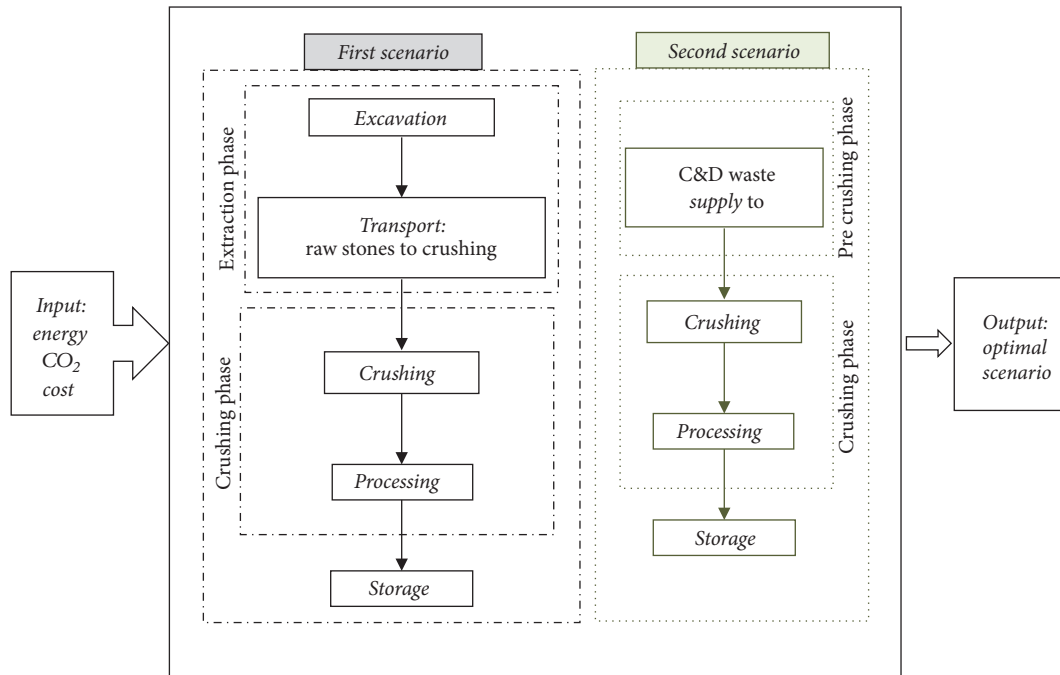 First scenario
Second scenario
Extraction phase
Excavation
Transport:
raw stones to crushing
Crushing phase
Crushing
Processing
Storage
Pre crushing phase
C&D waste
supply to
Crushing phase
Crushing
Processing
Storage
Input:
energy
CO₂
cost
Output:
optimal
scenario